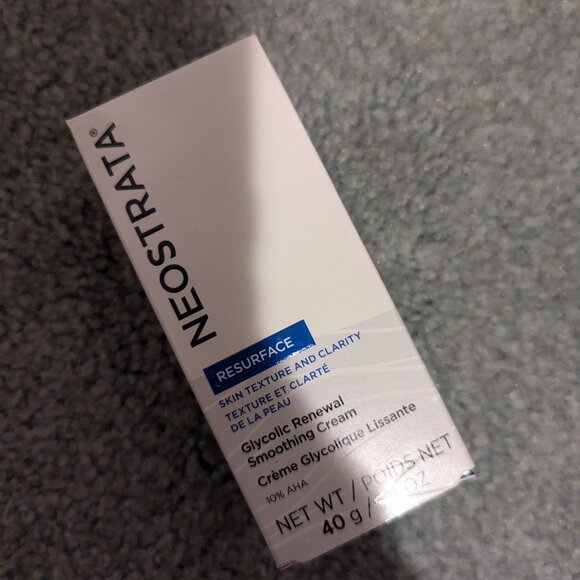 NEOSTRATA®
RESURFACE
SKIN TEXTURE AND CLARITY
TEXTURE ET CLARTÉ
DE LA PEAU
Glycolic Renewal
Smoothing Cream
Crème Glycolique Lissante
10% AHA
NET WT / POIDS NET
40 g / OZ